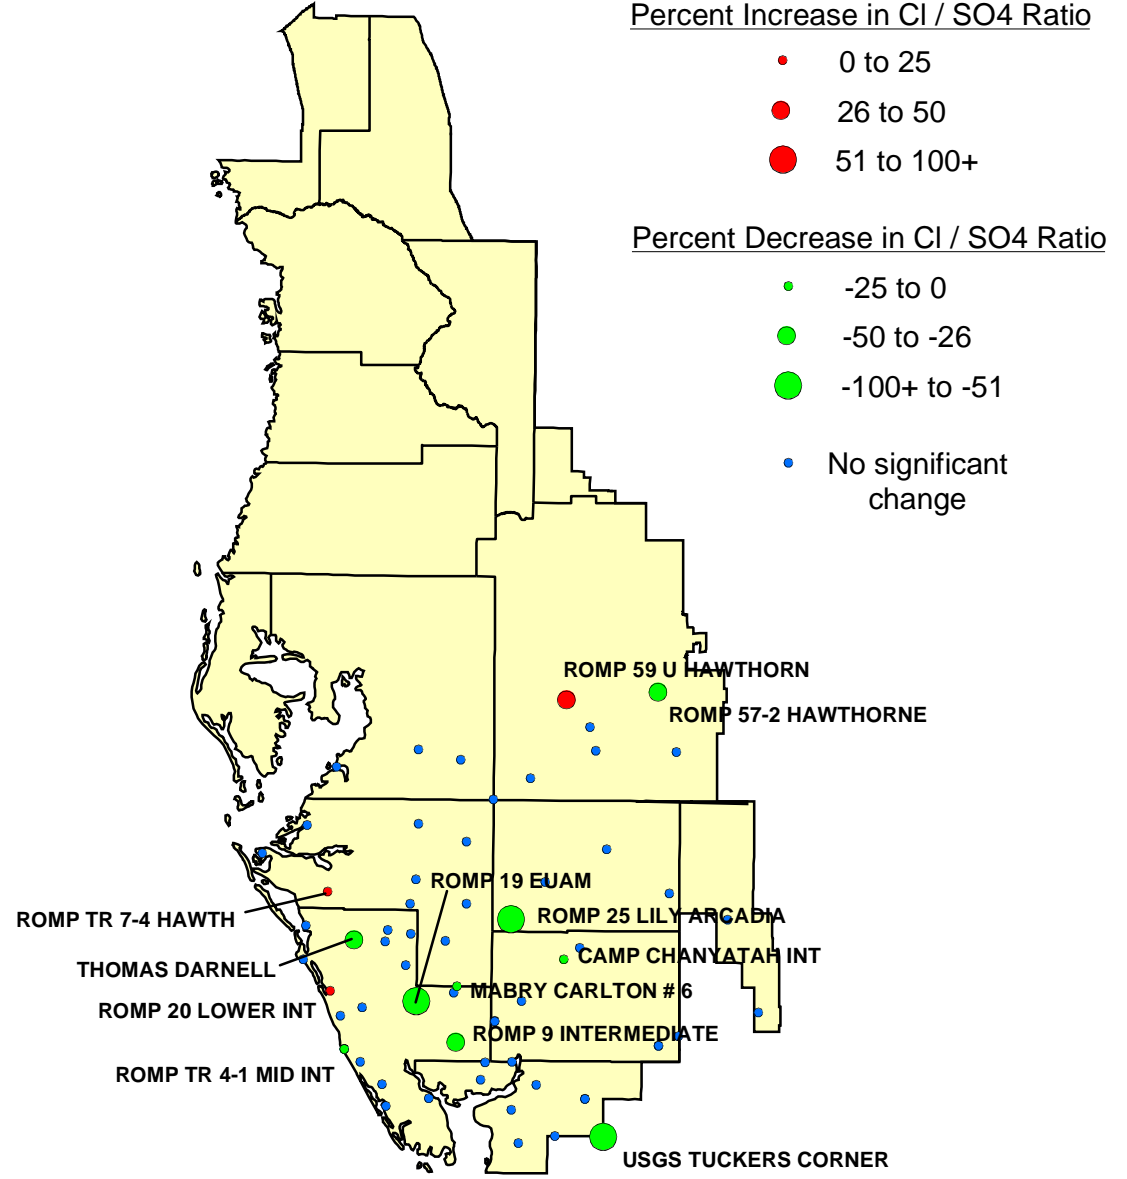 Percent Increase in Cl / SO4 Ratio
0 to 25
26 to 50
51 to 100+
Percent Decrease in Cl / SO4 Ratio
-25 to 0
-50 to -26
-100+ to -51
No significant
change
ROMP 59 U HAWTHORN
ROMP 57-2 HAWTHORNE
ROMP 19 EUAM
ROMP TR 7-4 HAWTH
ROMP 25 LILY ARCADIA
CAMP CHANYATAH INT
THOMAS DARNELL
MABRY CARLTON # 6
ROMP 20 LOWER INT
ROMP 9 INTERMEDIATE
ROMP TR 4-1 MID INT
USGS TUCKERS CORNER